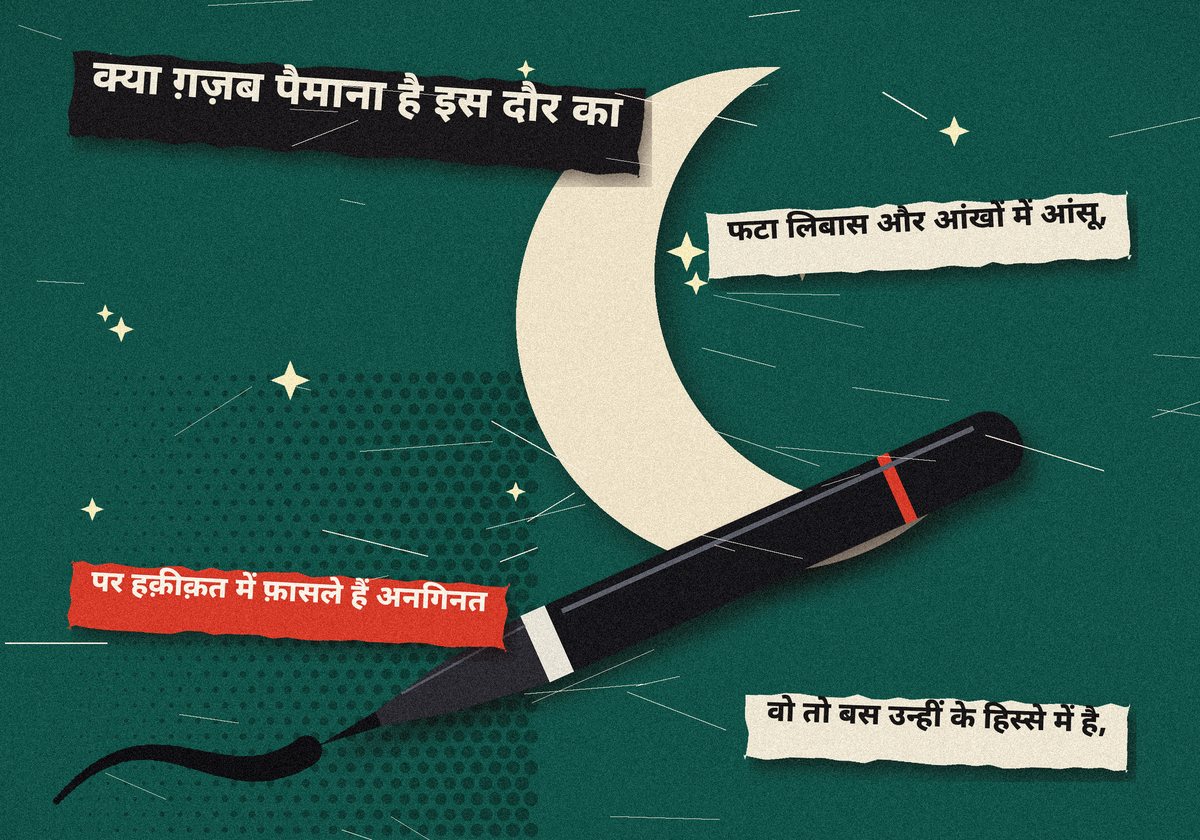 क्या ग़ज़ब पैमाना है इस दौर का
फटा लिबास और आंखों में आंसू,
पर हक़ीक़त में फ़ासले हैं अनगिनत
वो तो बस उन्हीं के हिस्से में है,